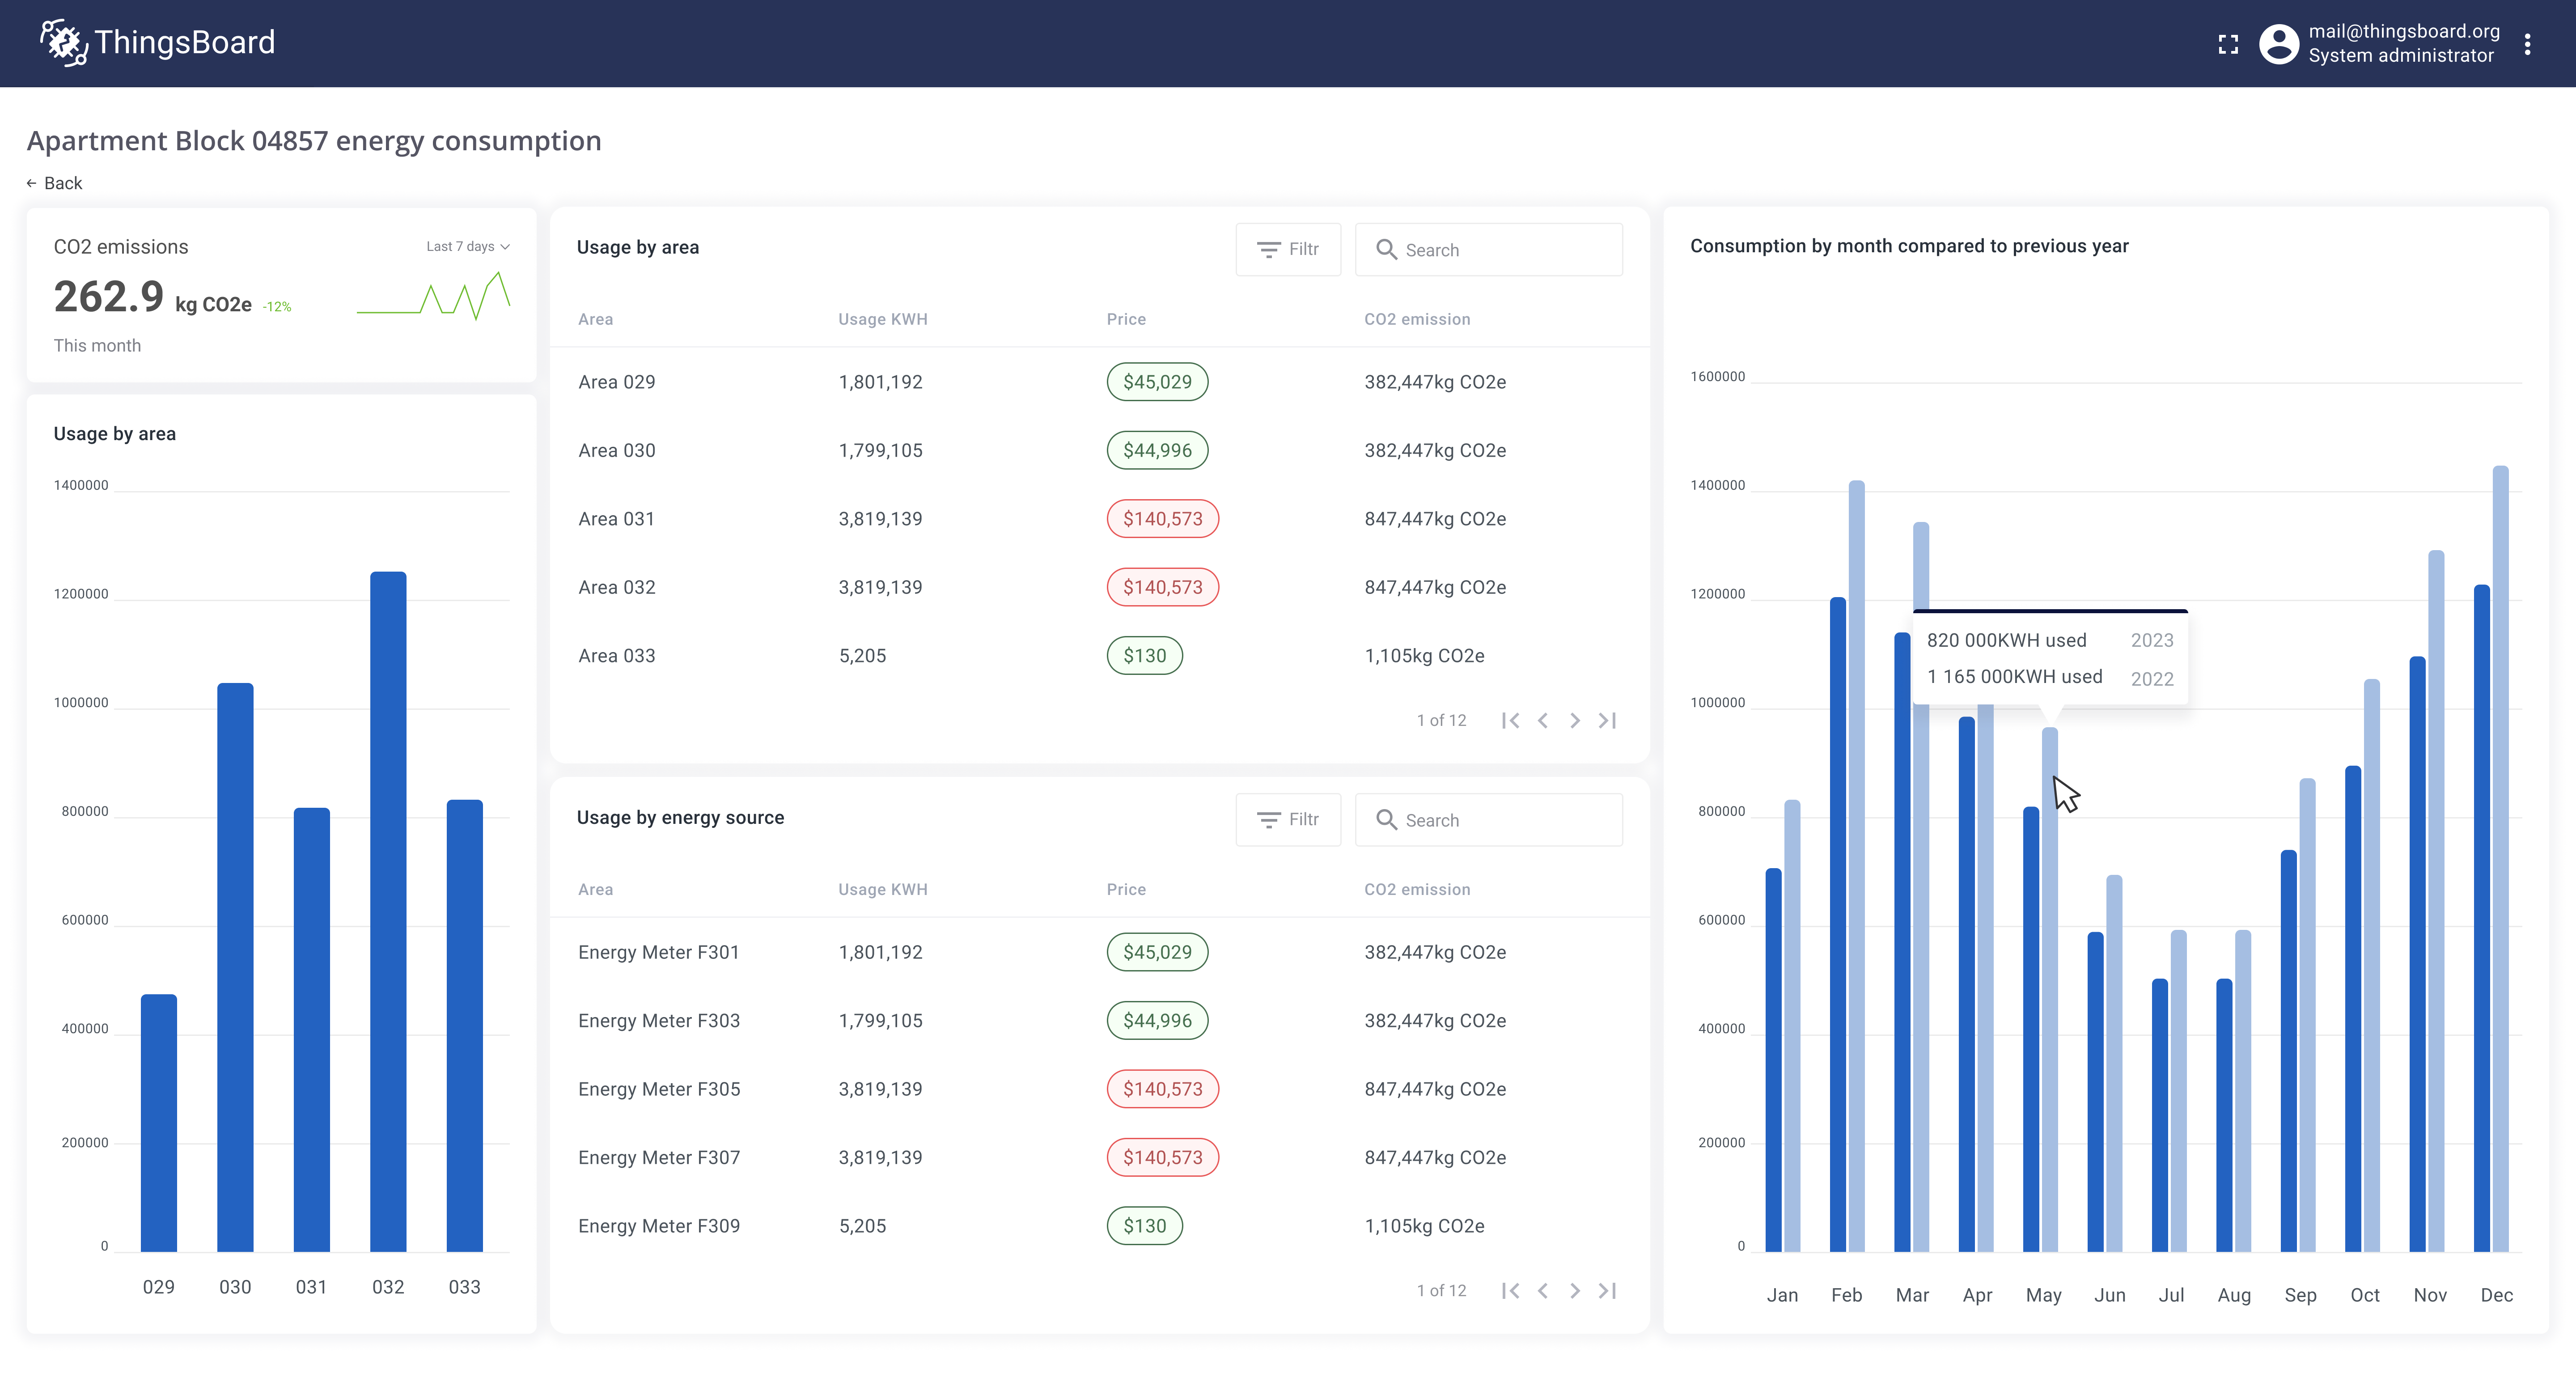 ThingsBoard
mail@thingsboard.org
System administrator
Apartment Block 04857 energy consumption
← Back
CO2 emissions
Last 7 days
262.9 kg CO2e -12%
This month
Usage by area
1400000
1200000
1000000
800000
600000
400000
200000
0
029 030 031 032 033
Usage by area
Filtr
Search
Area Usage KWH Price CO2 emission
Area 029 1,801,192 $45,029 382,447kg CO2e
Area 030 1,799,105 $44,996 382,447kg CO2e
Area 031 3,819,139 $140,573 847,447kg CO2e
Area 032 3,819,139 $140,573 847,447kg CO2e
Area 033 5,205 $130 1,105kg CO2e
1 of 12
Usage by energy source
Filtr
Search
Area Usage KWH Price CO2 emission
Energy Meter F301 1,801,192 $45,029 382,447kg CO2e
Energy Meter F303 1,799,105 $44,996 382,447kg CO2e
Energy Meter F305 3,819,139 $140,573 847,447kg CO2e
Energy Meter F307 3,819,139 $140,573 847,447kg CO2e
Energy Meter F309 5,205 $130 1,105kg CO2e
1 of 12
Consumption by month compared to previous year
1600000
1400000
1200000
1000000
800000
600000
400000
200000
0
820 000KWH used 2023
1 165 000KWH used 2022
Jan Feb Mar Apr May Jun Jul Aug Sep Oct Nov Dec